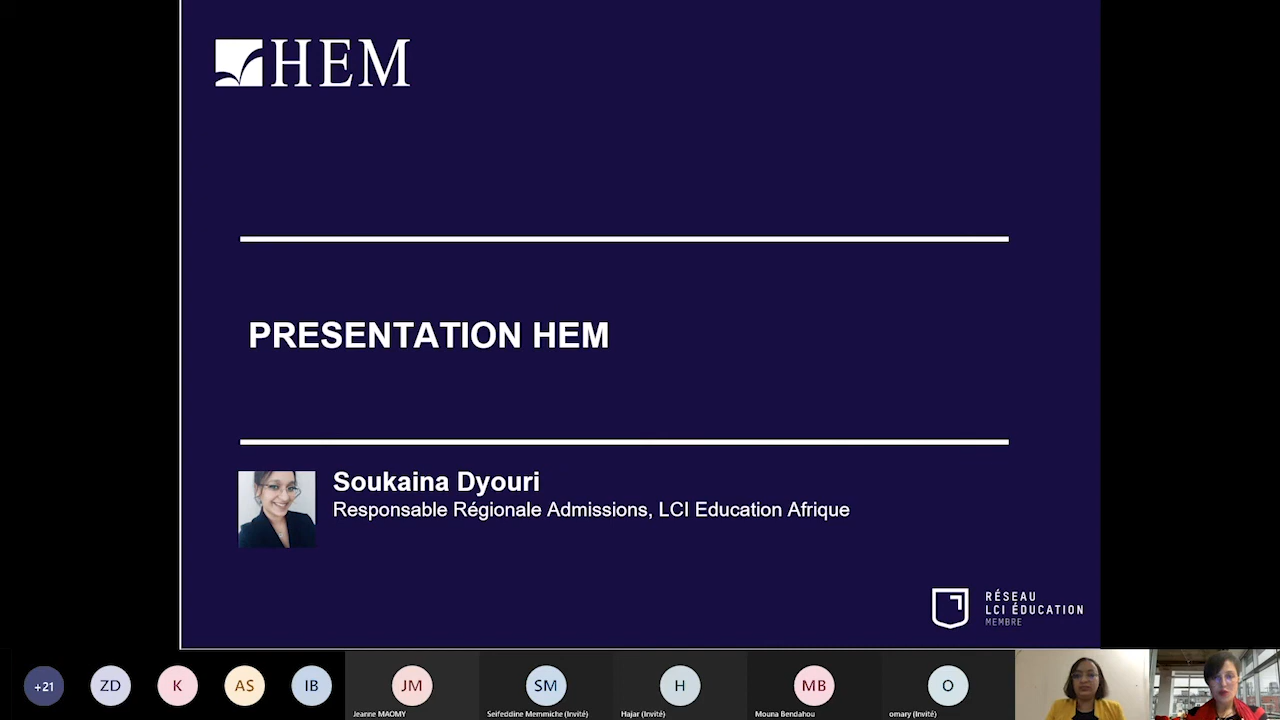 HEM
PRESENTATION HEM
Soukaina Dyouri
Responsable Régionale Admissions, LCI Education Afrique
RÉSEAU
LCI ÉDUCATION
MEMBRE
+21
ZD
K
AS
IB
JM
SM
H
MB
O
Jeanne MAOMY
Seifeddine Memmiche (Invité)
Hajar (Invité)
Mouna Bendahou
omary (Invité)